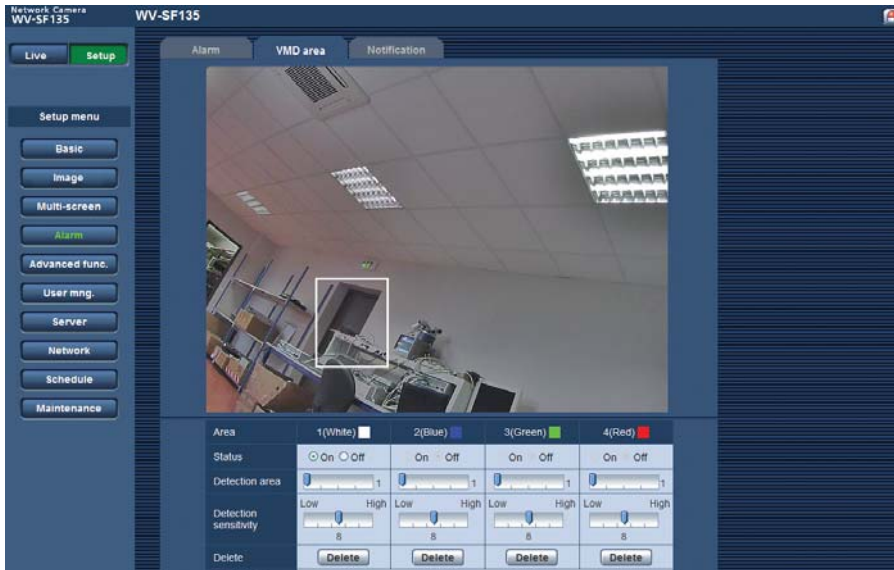 Network Camera
WV-SF135
WV-SF135
Live Setup
Alarm VMD area Notification
Setup menu
Basic
Image
Multi-screen
Alarm
Advanced func.
User mng.
Server
Network
Schedule
Maintenance
Area 1(White) 2(Blue) 3(Green) 4(Red)
Status On Off On Off On Off On Off
Detection area 1 1 1 1
Detection sensitivity Low High Low High Low High Low High
8 8 8 8
Delete Delete Delete Delete Delete